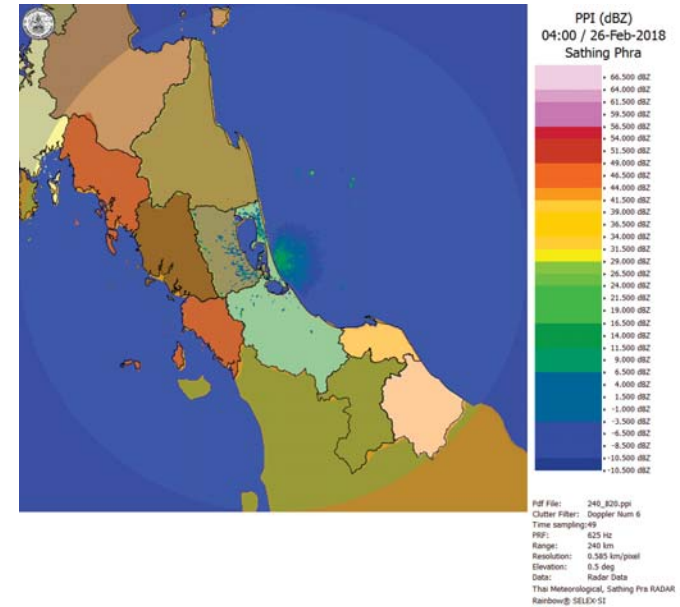 PPI (dBZ)
04:00 / 26-Feb-2018
Sathing Phra
66.500 dBZ
64.000 dBZ
61.500 dBZ
59.500 dBZ
56.500 dBZ
54.000 dBZ
51.500 dBZ
49.000 dBZ
46.500 dBZ
44.000 dBZ
41.500 dBZ
39.000 dBZ
36.500 dBZ
34.000 dBZ
31.500 dBZ
29.000 dBZ
26.500 dBZ
24.000 dBZ
21.500 dBZ
19.000 dBZ
16.500 dBZ
14.000 dBZ
11.500 dBZ
9.000 dBZ
6.500 dBZ
4.000 dBZ
1.500 dBZ
-1.000 dBZ
-3.500 dBZ
-6.500 dBZ
-8.500 dBZ
-10.500 dBZ
-10.500 dBZ
Pdf File: 240_820.ppi
Clutter Filter: Doppler Num 6
Time sampling:49
PRF: 625 Hz
Range: 240 km
Resolution: 0.585 km/pixel
Elevation: 0.5 deg
Data: Radar Data
Thai Meteorological, Sathing Pra RADAR
Rainbow® SELEX-SI